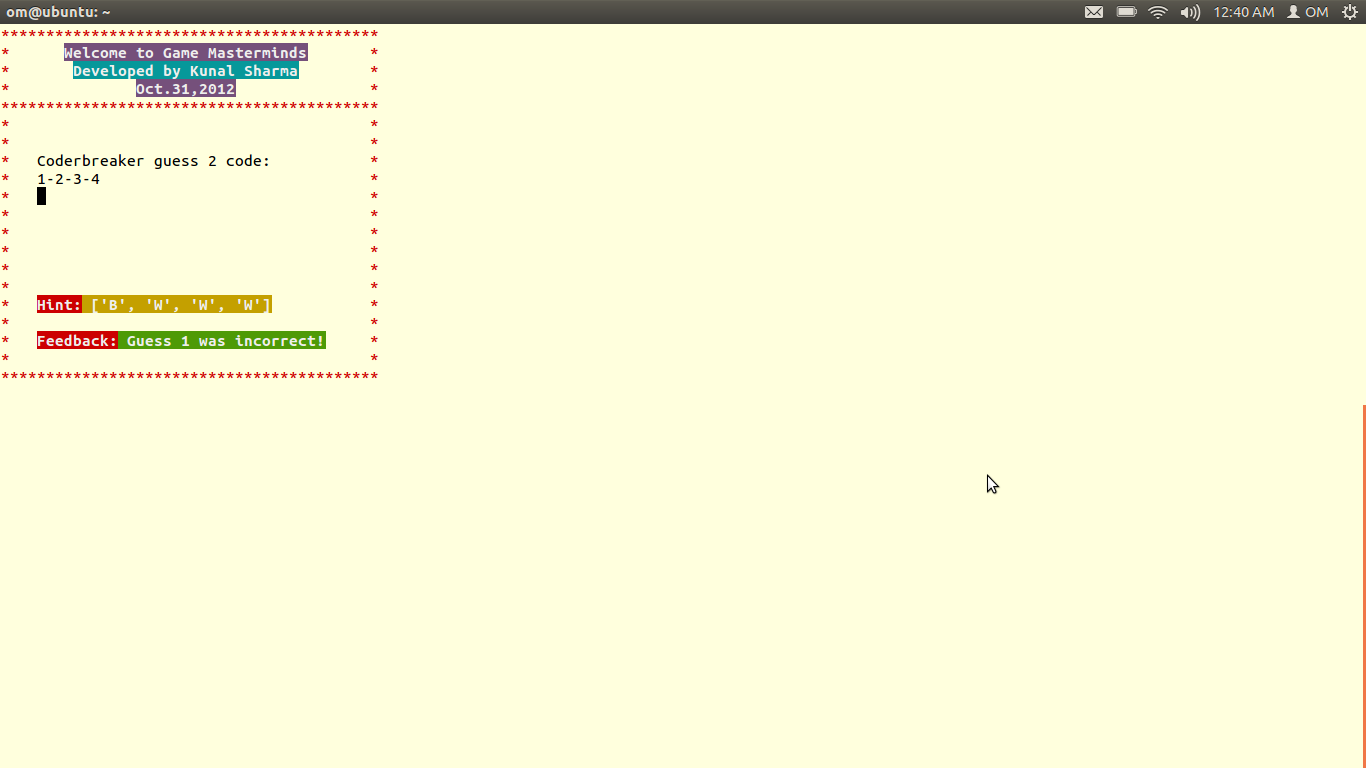 om@ubuntu: ~ 12:40 AM OM
******************************************
* Welcome to Game Masterminds *
* Developed by Kunal Sharma *
* Oct.31,2012 *
******************************************
* *
* *
* Coderbreaker guess 2 code: *
* 1-2-3-4 *
* *
* *
* *
* *
* *
* *
* Hint: ['B', 'W', 'W', 'W'] *
* *
* Feedback: Guess 1 was incorrect! *
* *
******************************************